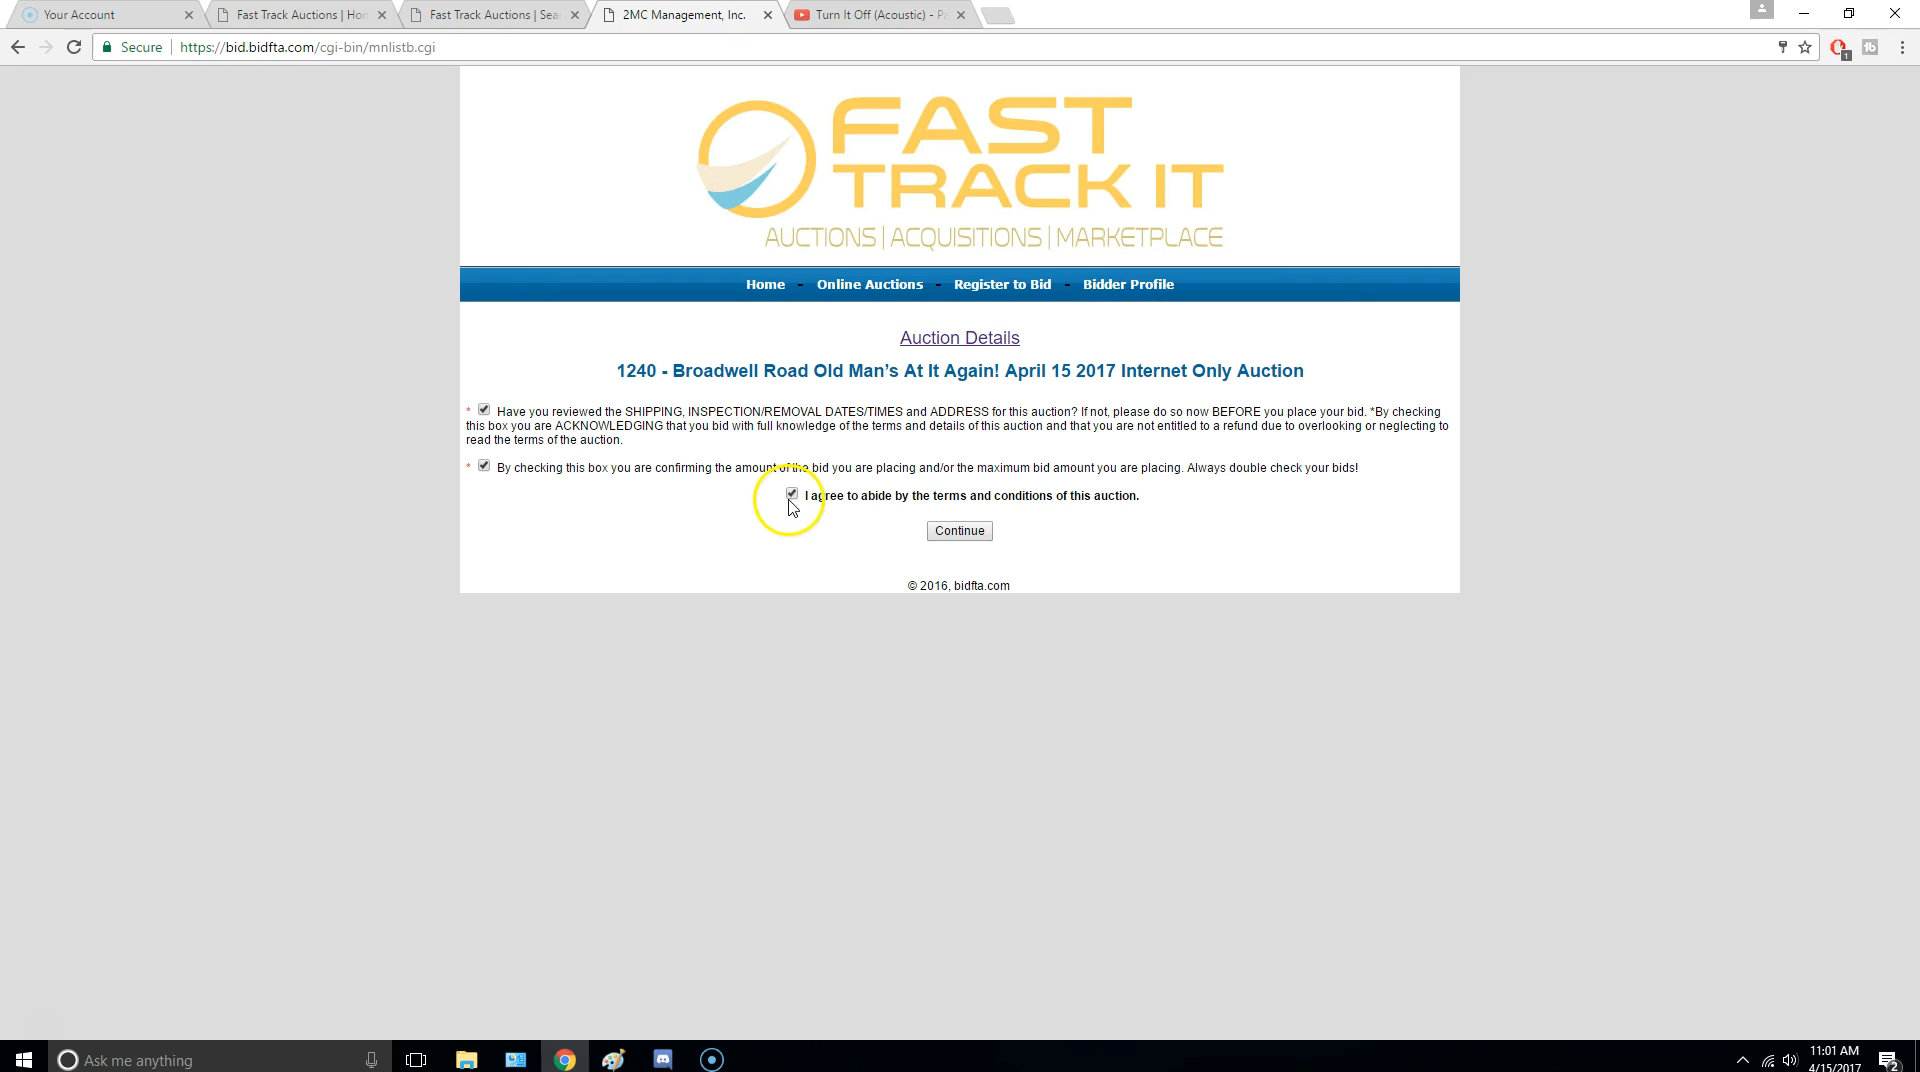 Your Account
Fast Track Auctions | Hon
Fast Track Auctions | Sea
2MC Management, Inc.
Turn It Off (Acoustic) - Pa
Secure
https://bid.bidfta.com/cgi-bin/mnlistb.cgi
1
FAST
TRACK IT
AUCTIONS | ACQUISITIONS | MARKETPLACE
Home - Online Auctions - Register to Bid - Bidder Profile
Auction Details
1240 - Broadwell Road Old Man's At It Again! April 15 2017 Internet Only Auction
* Have you reviewed the SHIPPING, INSPECTION/REMOVAL DATES/TIMES and ADDRESS for this auction? If not, please do so now BEFORE you place your bid. *By checking
this box you are ACKNOWLEDGING that you bid with full knowledge of the terms and details of this auction and that you are not entitled to a refund due to overlooking or neglecting to
read the terms of the auction.
* By checking this box you are confirming the amount of the bid you are placing and/or the maximum bid amount you are placing. Always double check your bids!
I agree to abide by the terms and conditions of this auction.
Continue
© 2016, bidfta.com
Ask me anything
11:01 AM
4/15/2017
2